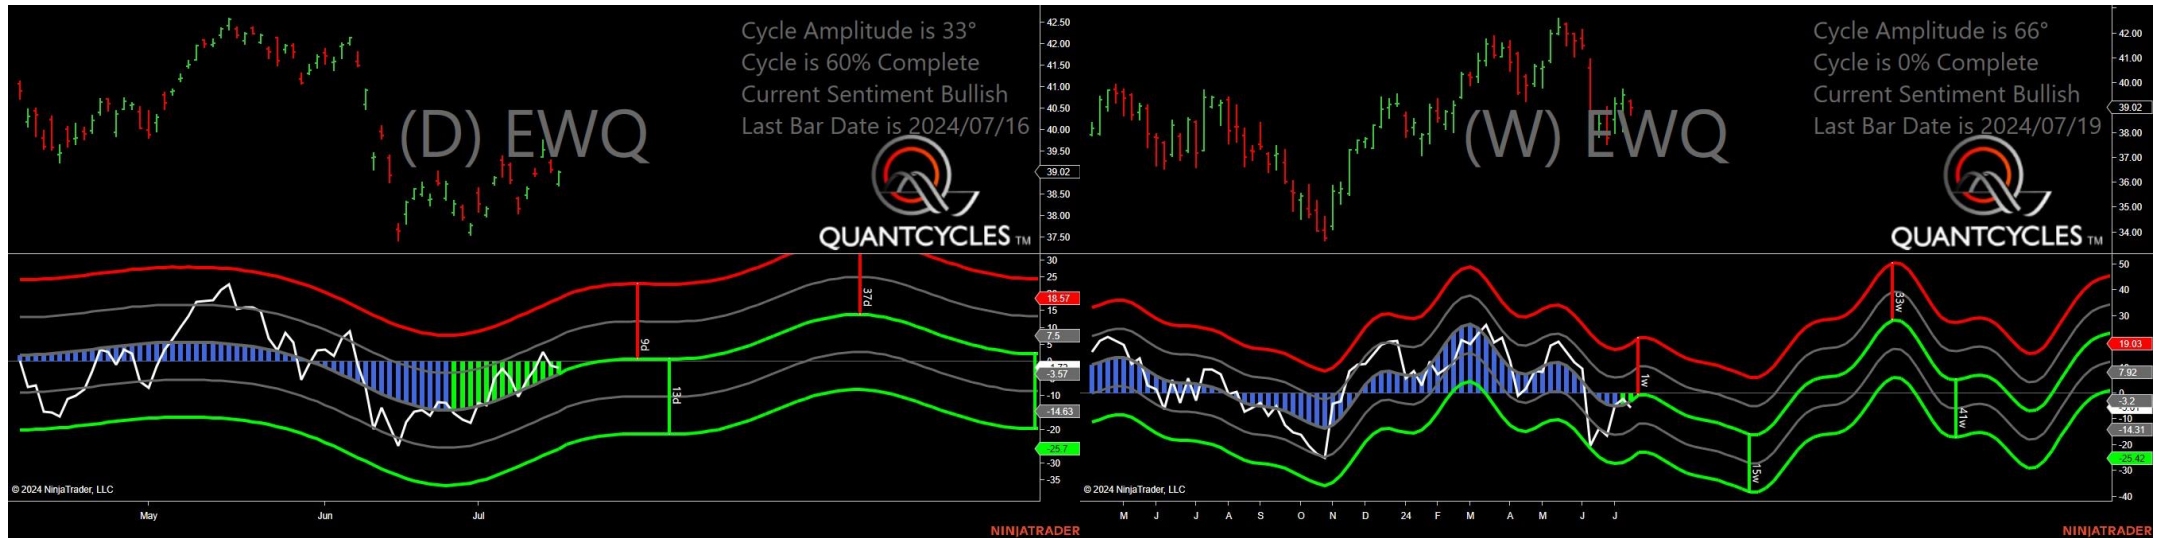 Cycle Amplitude is 33°
Cycle is 60% Complete
Current Sentiment Bullish
Last Bar Date is 2024/07/16
(D) EWQ
QUANTCYCLES TM
42.50
42.00
41.50
41.00
40.50
40.00
39.50
39.02
38.50
38.00
37.50
30
25
20
18.57
15
10
7.5
5
0
-3.57
-10
-14.63
-20
-25.7
-30
-35
9d
13d
37d
© 2024 NinjaTrader, LLC
May
Jun
Jul
NINJATRADER
Cycle Amplitude is 66°
Cycle is 0% Complete
Current Sentiment Bullish
Last Bar Date is 2024/07/19
(W) EWQ
QUANTCYCLES TM
42.00
41.00
40.00
39.02
38.00
37.00
36.00
35.00
34.00
50
40
30
19.03
7.92
0
-3.2
-10
-14.31
-20
-25.42
-30
-40
1w
15w
33w
41w
© 2024 NinjaTrader, LLC
M
J
J
A
S
O
N
D
24
F
M
A
M
J
J
NINJATRADER